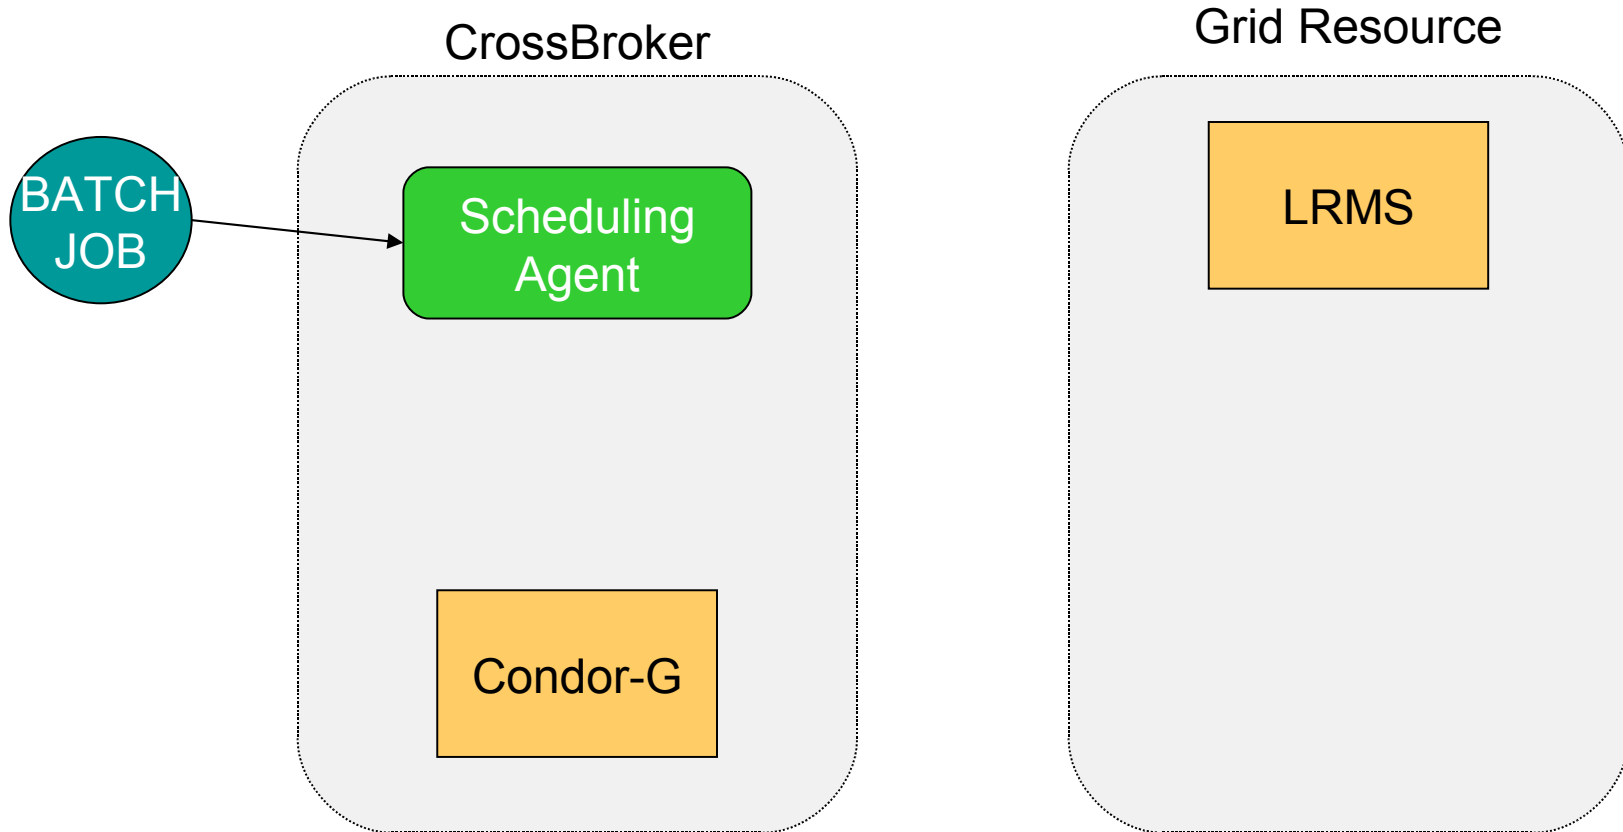 CrossBroker
Grid Resource
BATCH
JOB
Scheduling
Agent
LRMS
Condor-G